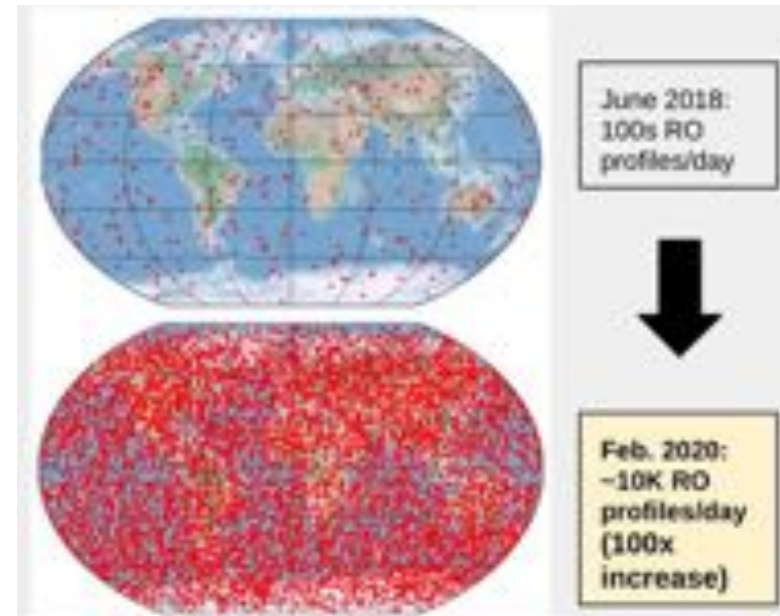 June 2018:
100s RO
profiles/day
Feb. 2020:
~10K RO
profiles/day
(100x
increase)